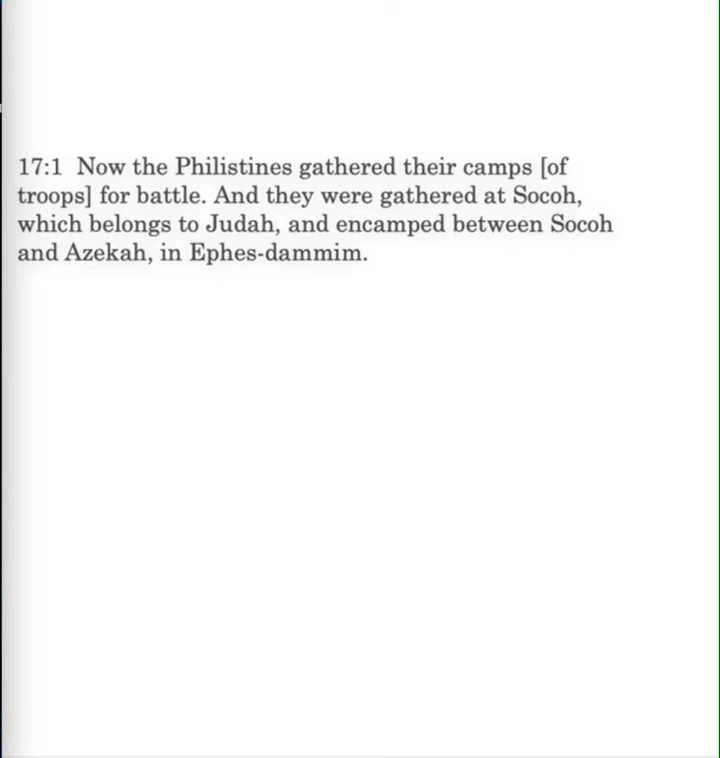 17:1 Now the Philistines gathered their camps [of
troops] for battle. And they were gathered at Socoh,
which belongs to Judah, and encamped between Socoh
and Azekah, in Ephes-dammim.